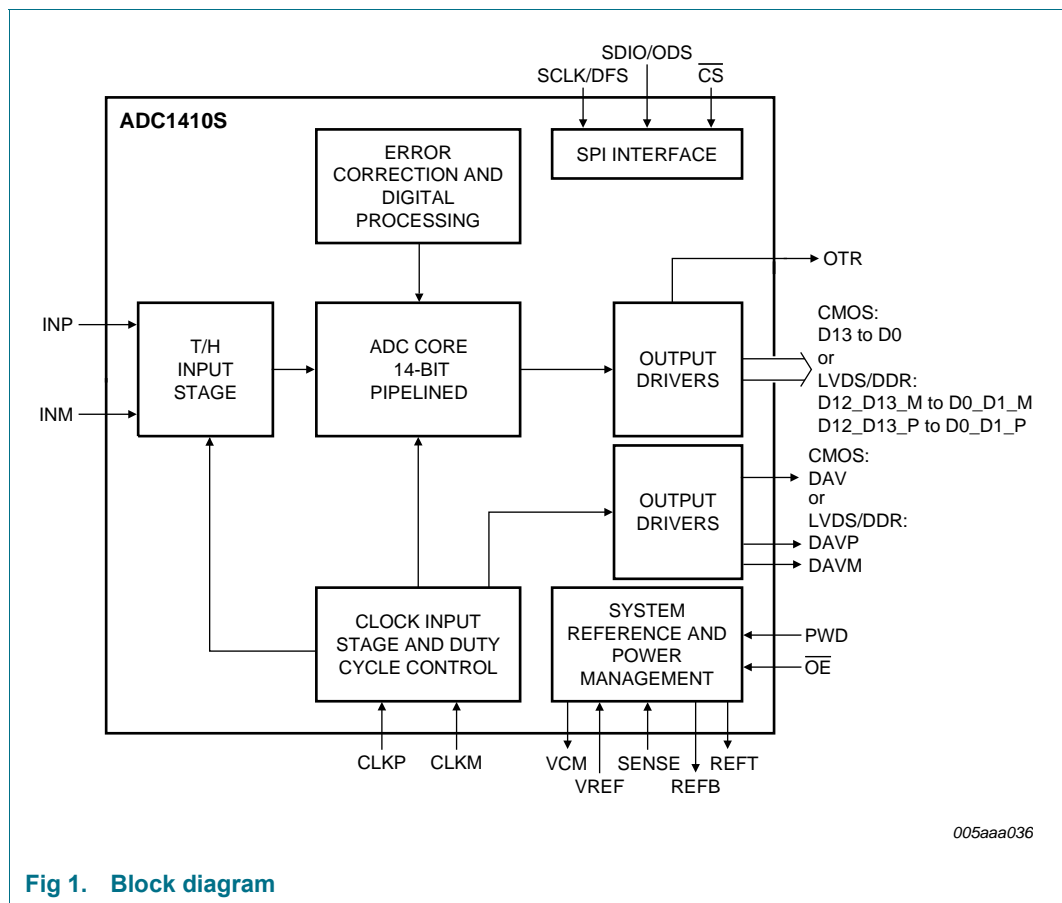 SDIO/ODS
SCLK/DFS
CS
ADC1410S
ERROR
CORRECTION AND
DIGITAL
PROCESSING
SPI INTERFACE
OTR
INP
INM
T/H
INPUT
STAGE
ADC CORE
14-BIT
PIPELINED
OUTPUT
DRIVERS
CMOS:
D13 to D0
or
LVDS/DDR:
D12_D13_M to D0_D1_M
D12_D13_P to D0_D1_P
OUTPUT
DRIVERS
CMOS:
DAV
or
LVDS/DDR:
DAVP
DAVM
CLOCK INPUT
STAGE AND DUTY
CYCLE CONTROL
SYSTEM
REFERENCE AND
POWER
MANAGEMENT
PWD
OE
CLKP
CLKM
VCM
VREF
SENSE
REFB
REFT
005aaa036
Fig 1. Block diagram